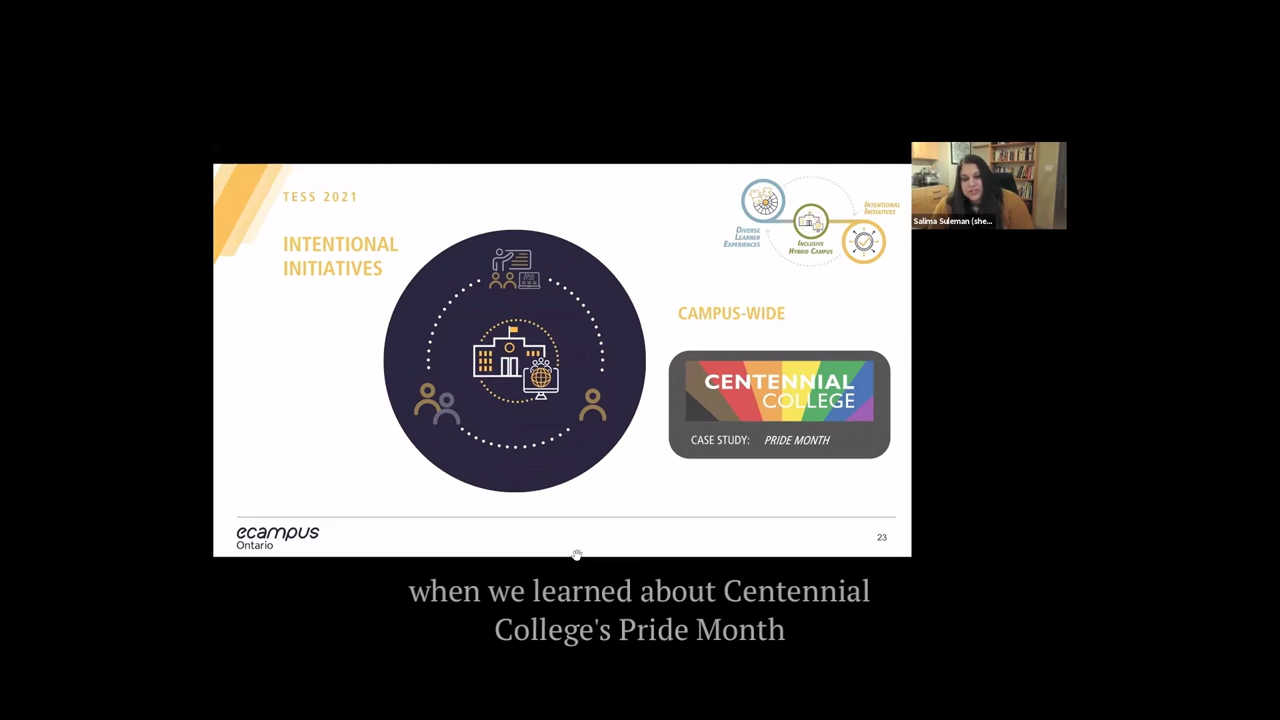 TESS 2021
INTENTIONAL
INITIATIVES
DIVERSE
LEARNER
EXPERIENCES
INCLUSIVE
HYBRID CAMPUS
INTENTIONAL
INITIATIVES
CAMPUS-WIDE
CENTENNIAL
COLLEGE
CASE STUDY: PRIDE MONTH
ecampus
Ontario
23
Salima Suleman (she...
when we learned about Centennial
College's Pride Month